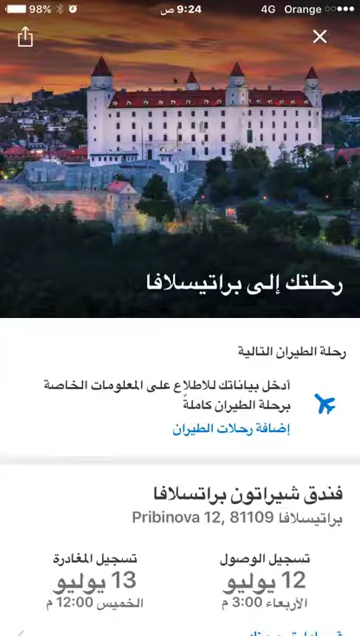 98% 9:24 ص 4G Orange
رحلتك إلى براتيسلافا
رحلة الطيران التالية
أدخل بياناتك للاطلاع على المعلومات الخاصة
برحلة الطيران كاملةً
إضافة رحلات الطيران
فندق شيراتون براتسلافا
براتيسلافا Pribinova 12, 81109
تسجيل الوصول تسجيل المغادرة
12 يوليو 13 يوليو
الأربعاء 3:00 م الخميس 12:00 م